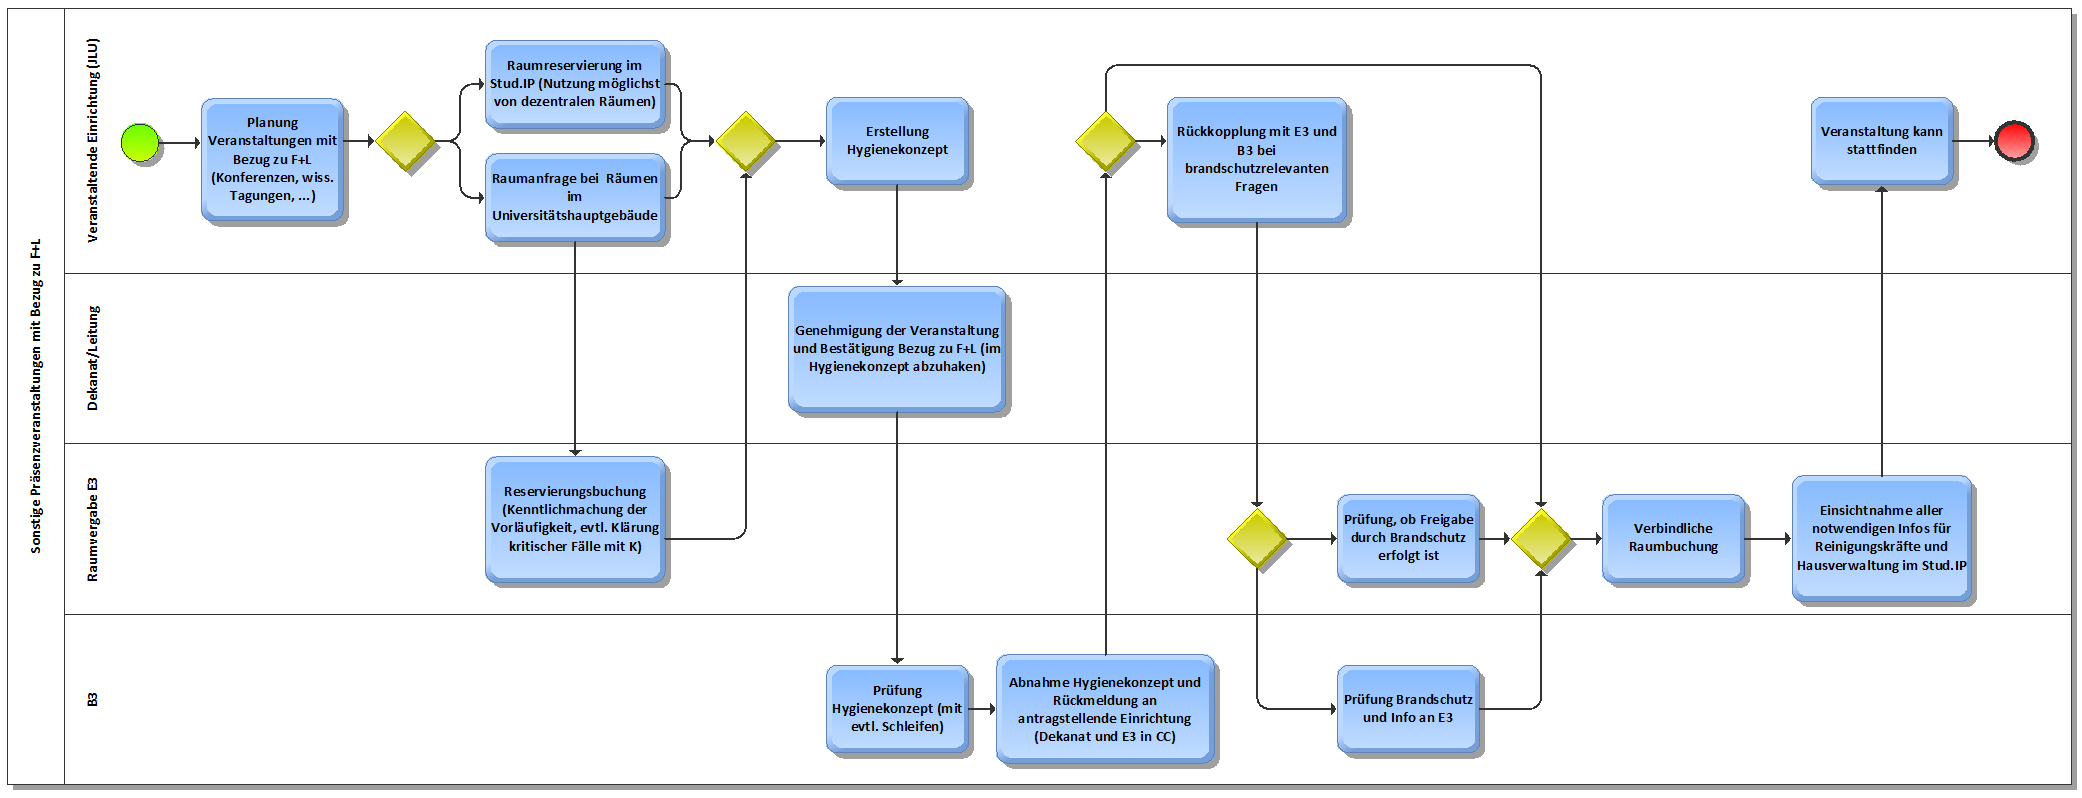 Sonstige Präsenzveranstaltungen mit Bezug zu F+L
Veranstaltende Einrichtung (JLU)
Planung
Veranstaltungen mit
Bezug zu F+L
(Konferenzen, wiss.
Tagungen, ...)
Raumreservierung im
Stud.IP (Nutzung möglichst
von dezentralen Räumen)
Raumanfrage bei Räumen
im
Universitätshauptgebäude
Erstellung
Hygienekonzept
Rückkopplung mit E3 und
B3 bei
brandschutzrelevanten
Fragen
Veranstaltung kann
stattfinden
Dekanat/Leitung
Genehmigung der Veranstaltung
und Bestätigung Bezug zu F+L (im
Hygienekonzept abzuhaken)
Raumvergabe E3
Reservierungsbuchung
(Kenntlichmachung der
Vorläufigkeit, evtl. Klärung
kritischer Fälle mit K)
Prüfung, ob Freigabe
durch Brandschutz
erfolgt ist
Verbindliche
Raumbuchung
Einsichtnahme aller
notwendigen Infos für
Reinigungskräfte und
Hausverwaltung im Stud.IP
B3
Prüfung
Hygienekonzept (mit
evtl. Schleifen)
Abnahme Hygienekonzept und
Rückmeldung an
antragstellende Einrichtung
(Dekanat und E3 in CC)
Prüfung Brandschutz
und Info an E3